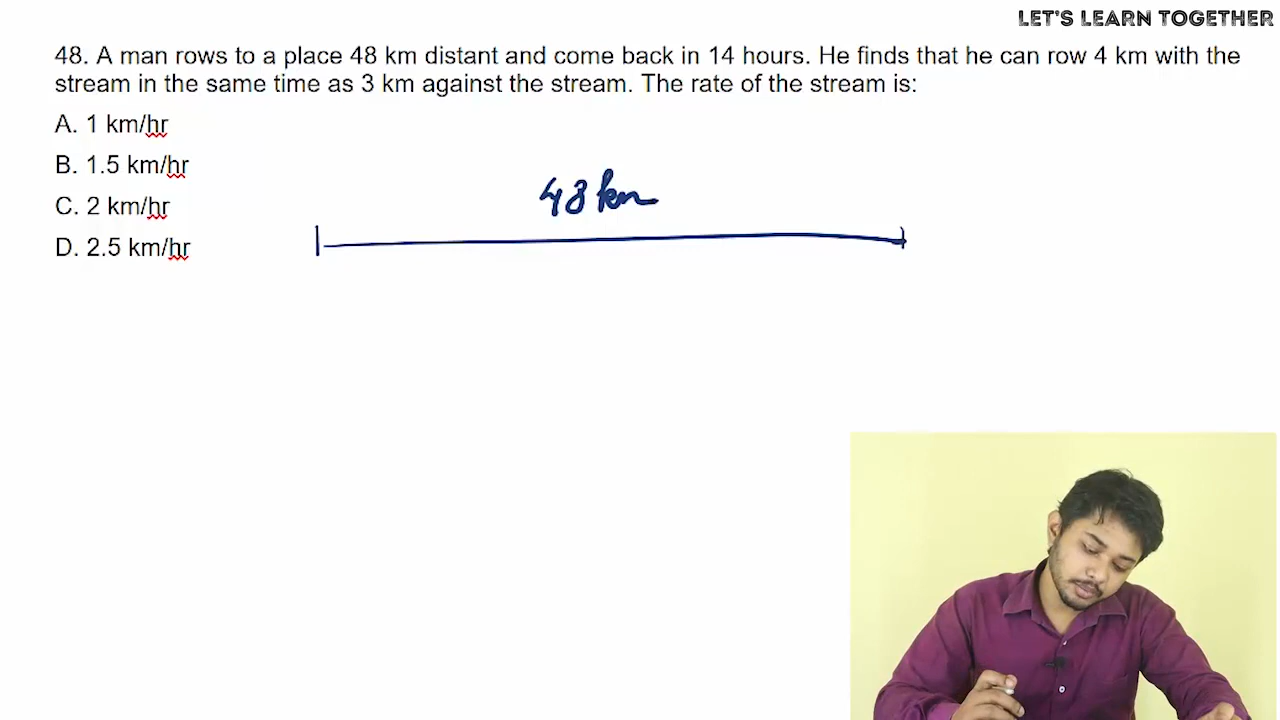 LET'S LEARN TOGETHER
48. A man rows to a place 48 km distant and come back in 14 hours. He finds that he can row 4 km with the
stream in the same time as 3 km against the stream. The rate of the stream is:
A. 1 km/hr
B. 1.5 km/hr
C. 2 km/hr
D. 2.5 km/hr
48 km